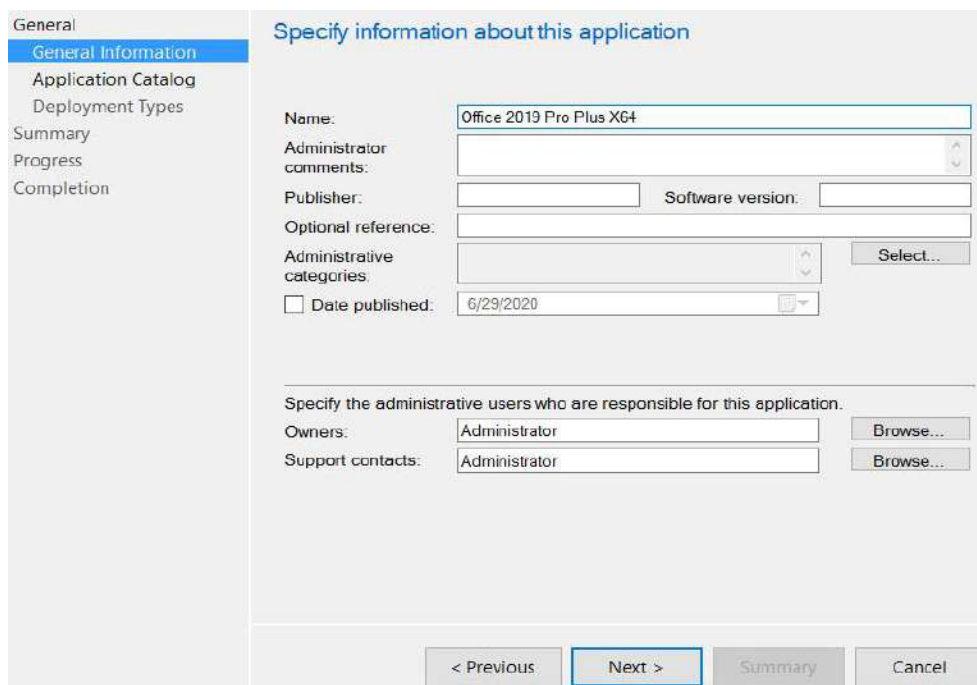 General
General Information
Application Catalog
Deployment Types
Summary
Progress
Completion
Specify information about this application
Name: Office 2019 Pro Plus X64
Administrator
comments:
Publisher: Software version:
Optional reference:
Administrative
categories: Select...
Date published: 6/29/2020
Specify the administrative users who are responsible for this application.
Owners: Administrator Browse...
Support contacts: Administrator Browse...
< Previous Next > Summary Cancel